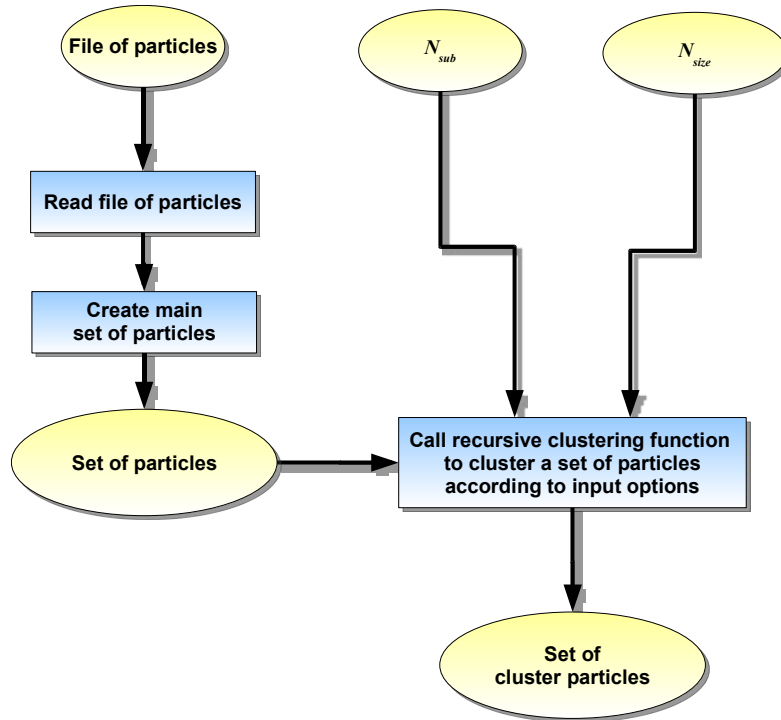 File of particles
N_sub
N_size
Read file of particles
Create main
set of particles
Set of particles
Call recursive clustering function
to cluster a set of particles
according to input options
Set of
cluster particles